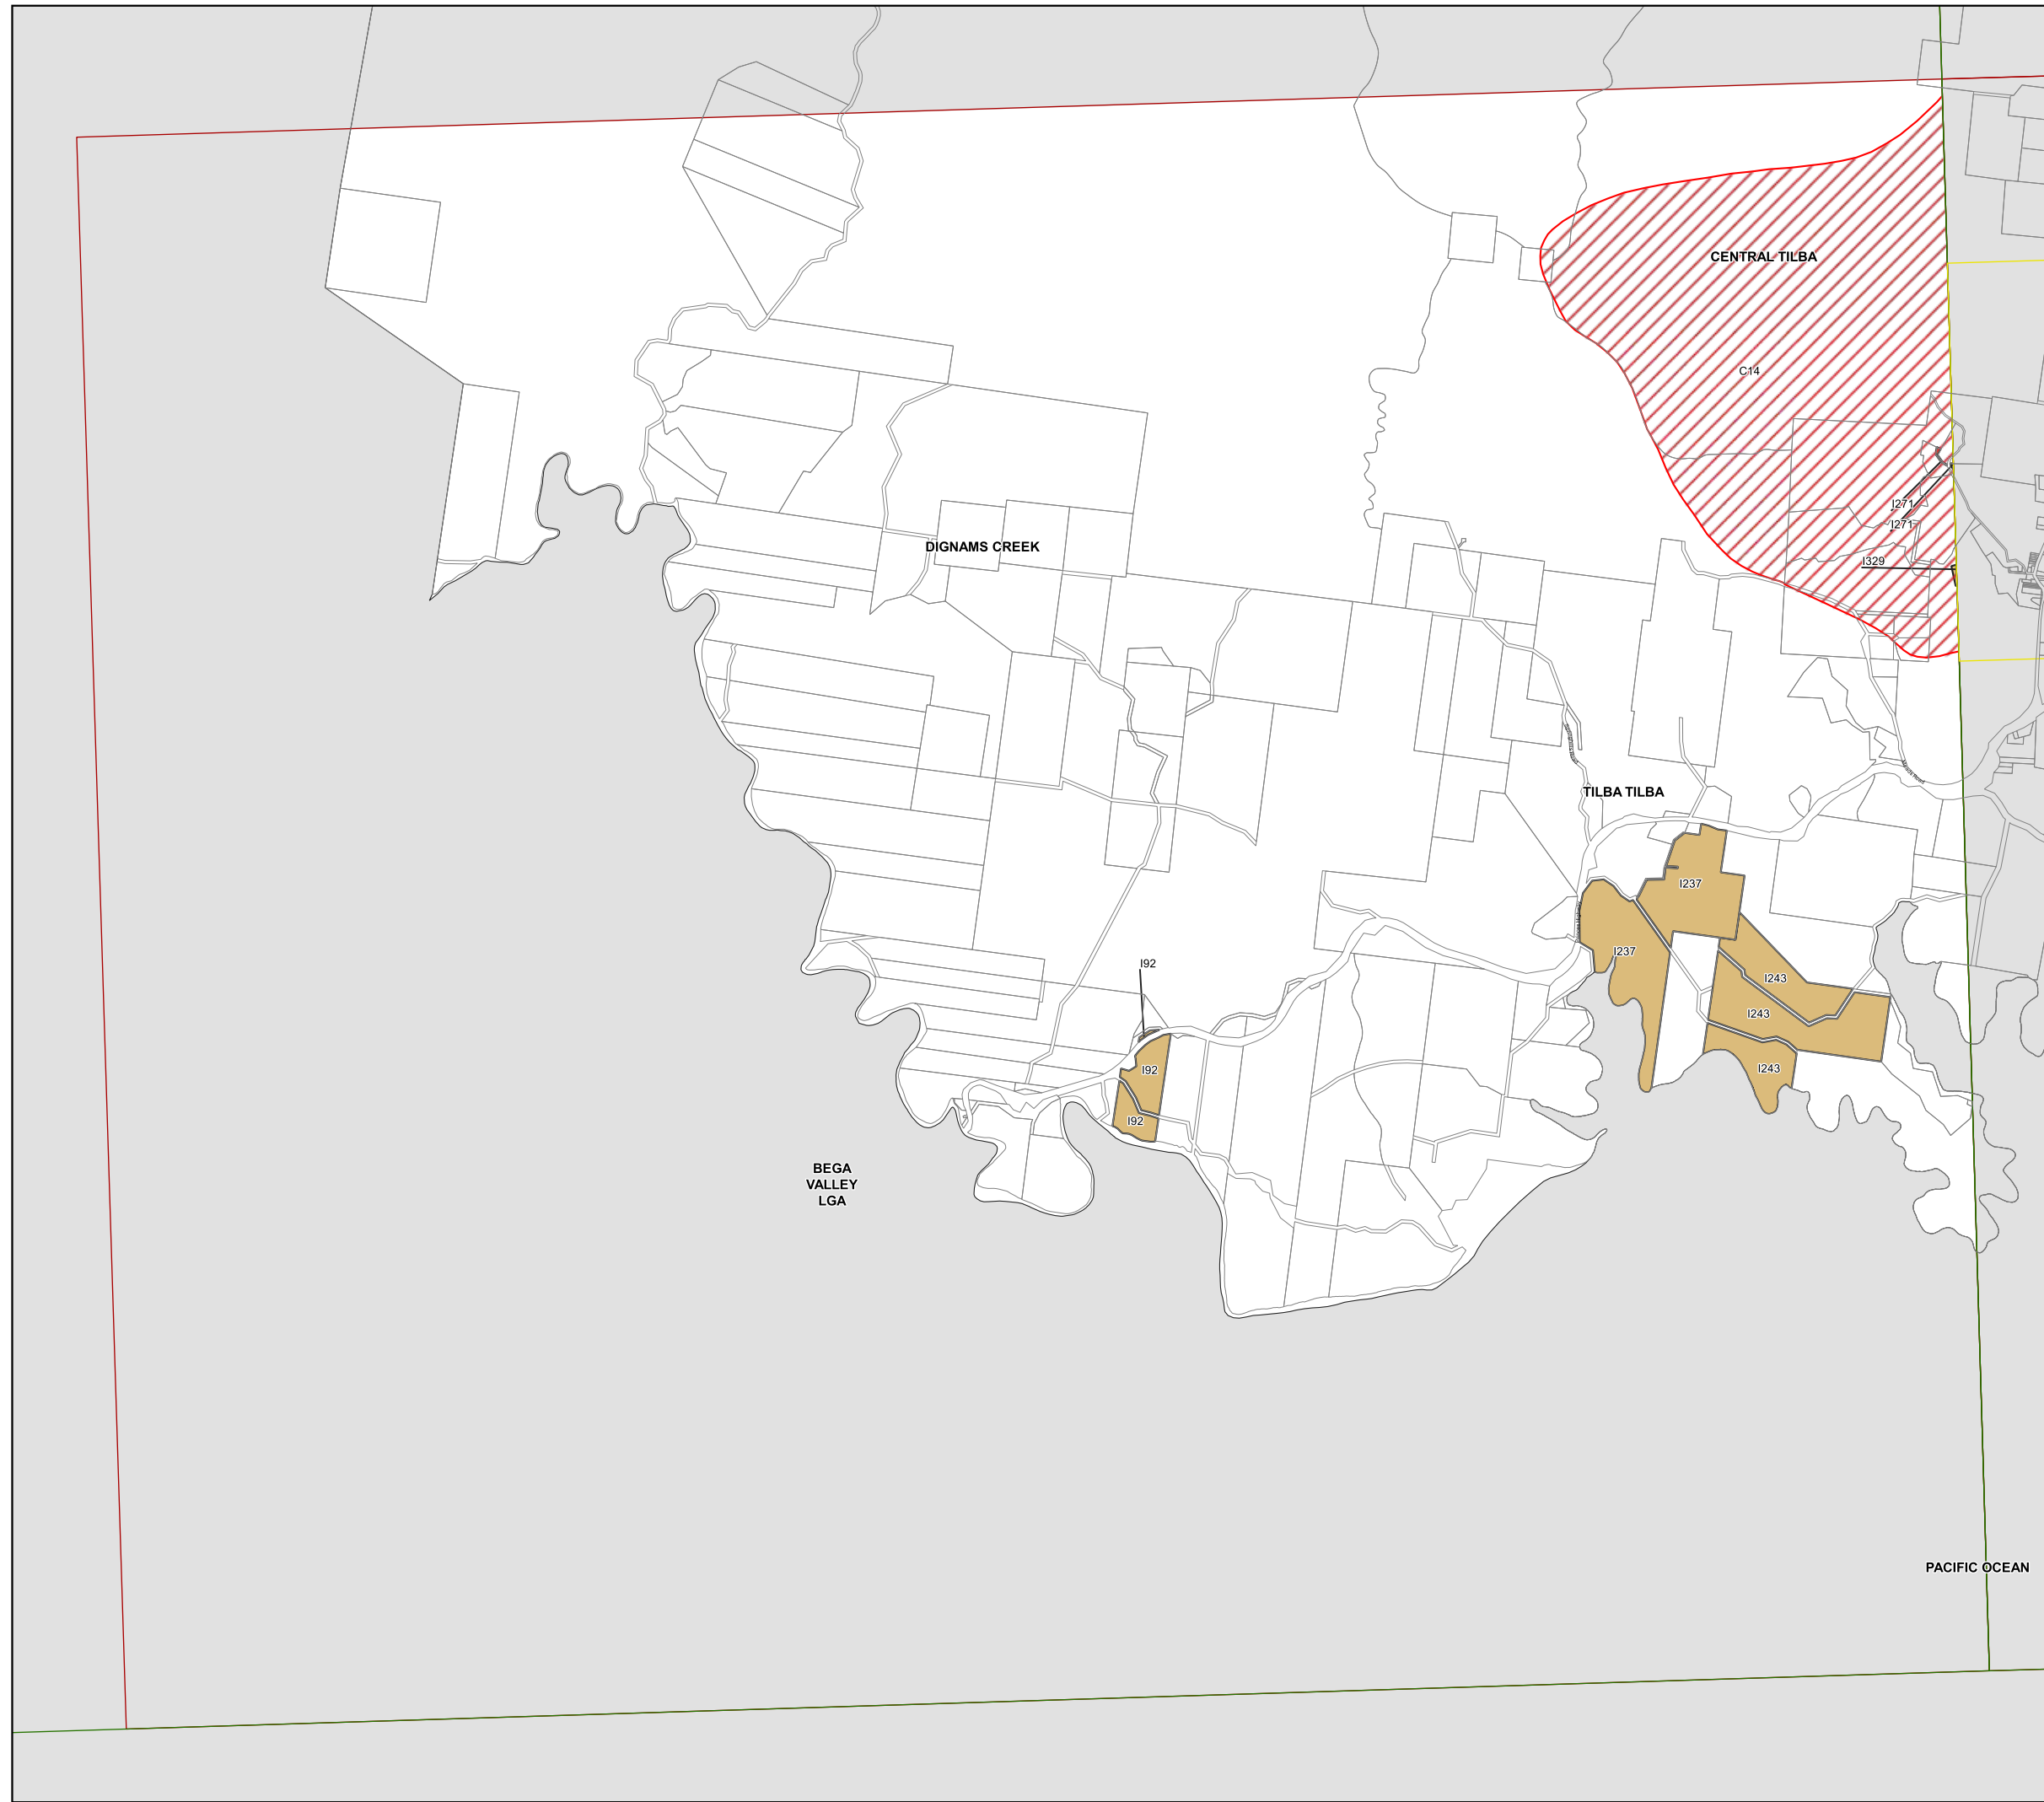 CENTRAL TILBA
C14
I271
I271
DIGNAMS CREEK
I329
TILBA TILBA
I237
I237
I92
I243
I243
I92
I243
I92
BEGA
VALLEY
LGA
PACIFIC OCEAN